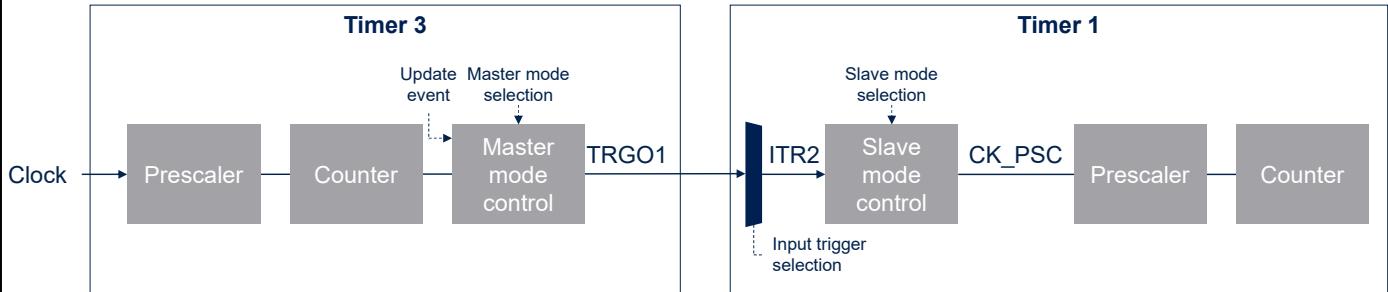 Timer 3
Timer 1
Update
event
Master mode
selection
Slave mode
selection
Clock
Prescaler
Counter
Master
mode
control
TRGO1
ITR2
Slave
mode
control
CK_PSC
Prescaler
Counter
Input trigger
selection